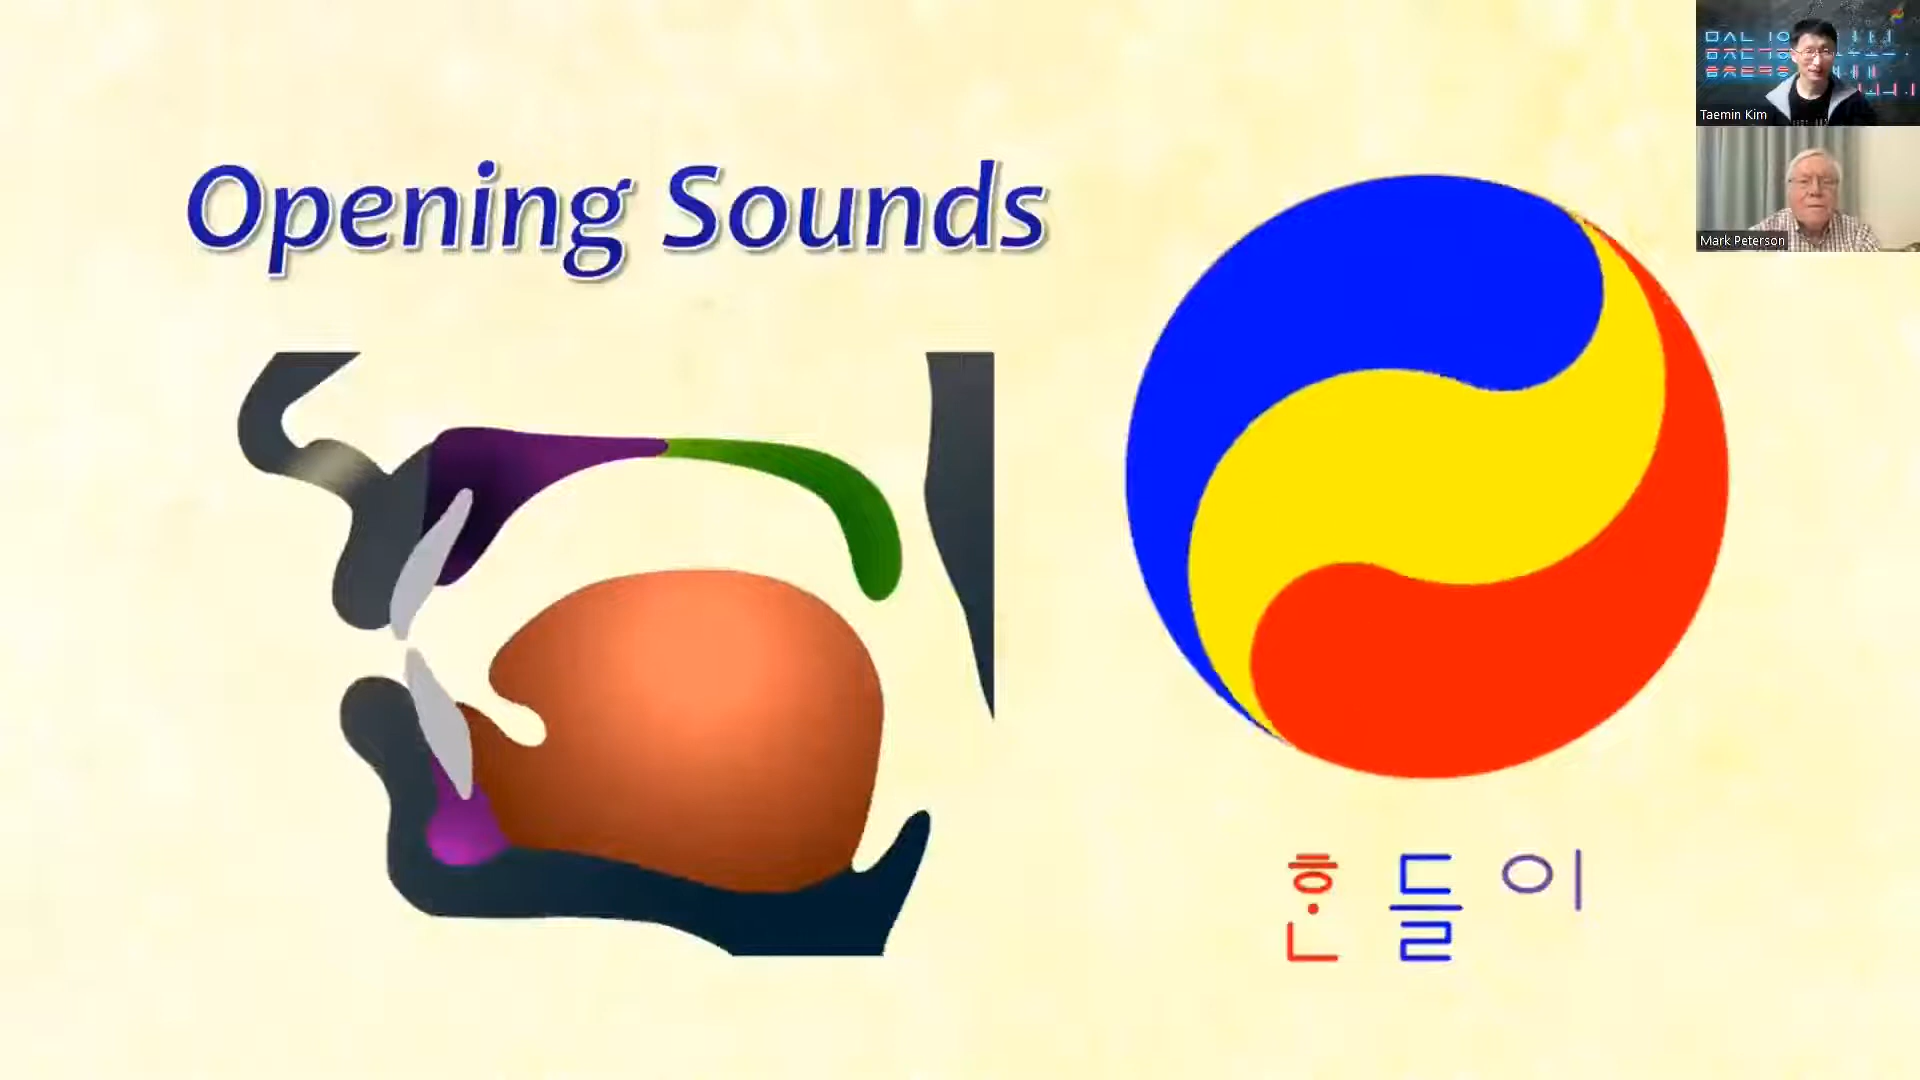 Opening Sounds
Taemin Kim
Mark Peterson
ᄒᆞᆫ 들 이